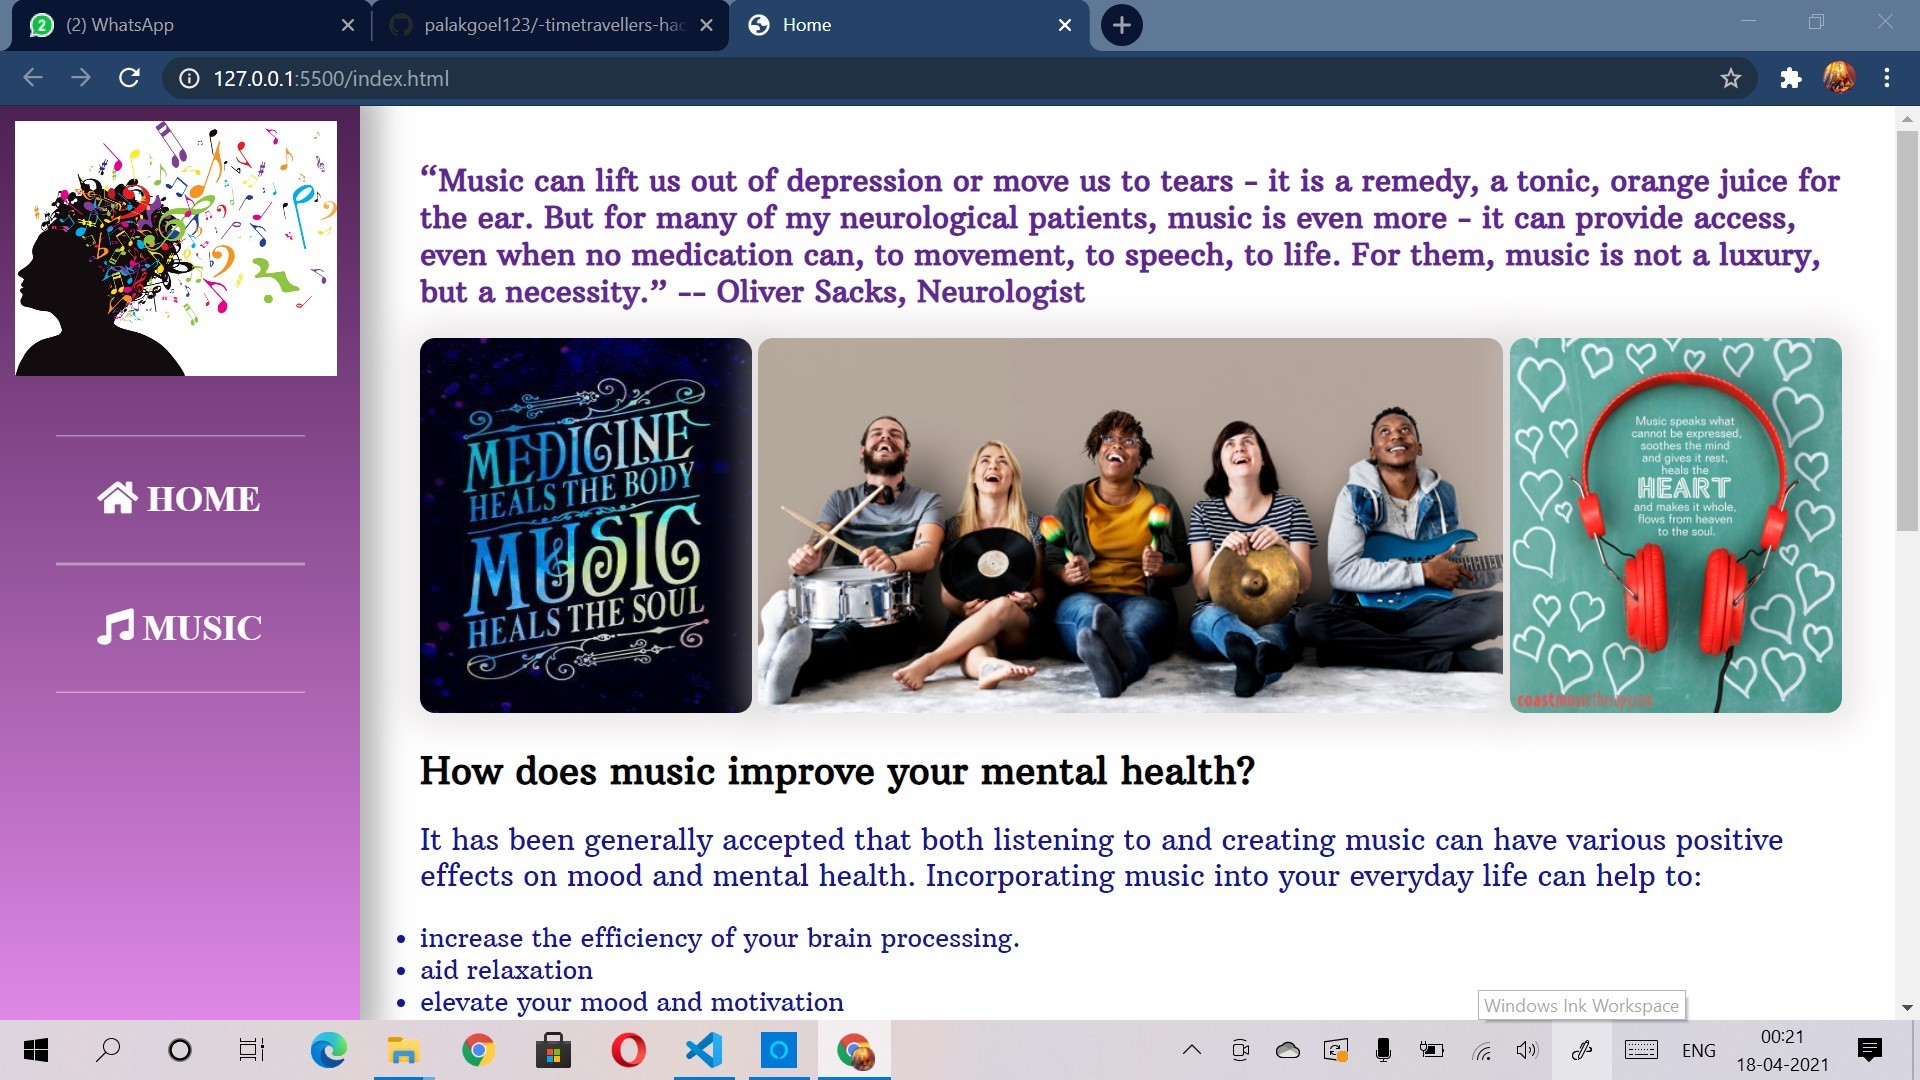 (2) WhatsApp
palakgoel123/-timetravellers-hac
Home
127.0.0.1:5500/index.html
HOME
MUSIC
“Music can lift us out of depression or move us to tears - it is a remedy, a tonic, orange juice for
the ear. But for many of my neurological patients, music is even more - it can provide access,
even when no medication can, to movement, to speech, to life. For them, music is not a luxury,
but a necessity.” -- Oliver Sacks, Neurologist
MEDICINE
HEALS THE BODY
MUSIC
HEALS THE SOUL
Music speaks what
cannot be expressed,
soothes the mind
and gives it rest,
heals the
HEART
and makes it whole,
flows from heaven
to the soul.
How does music improve your mental health?
It has been generally accepted that both listening to and creating music can have various positive
effects on mood and mental health. Incorporating music into your everyday life can help to:
• increase the efficiency of your brain processing.
• aid relaxation
• elevate your mood and motivation
Windows Ink Workspace
ENG
00:21
18-04-2021